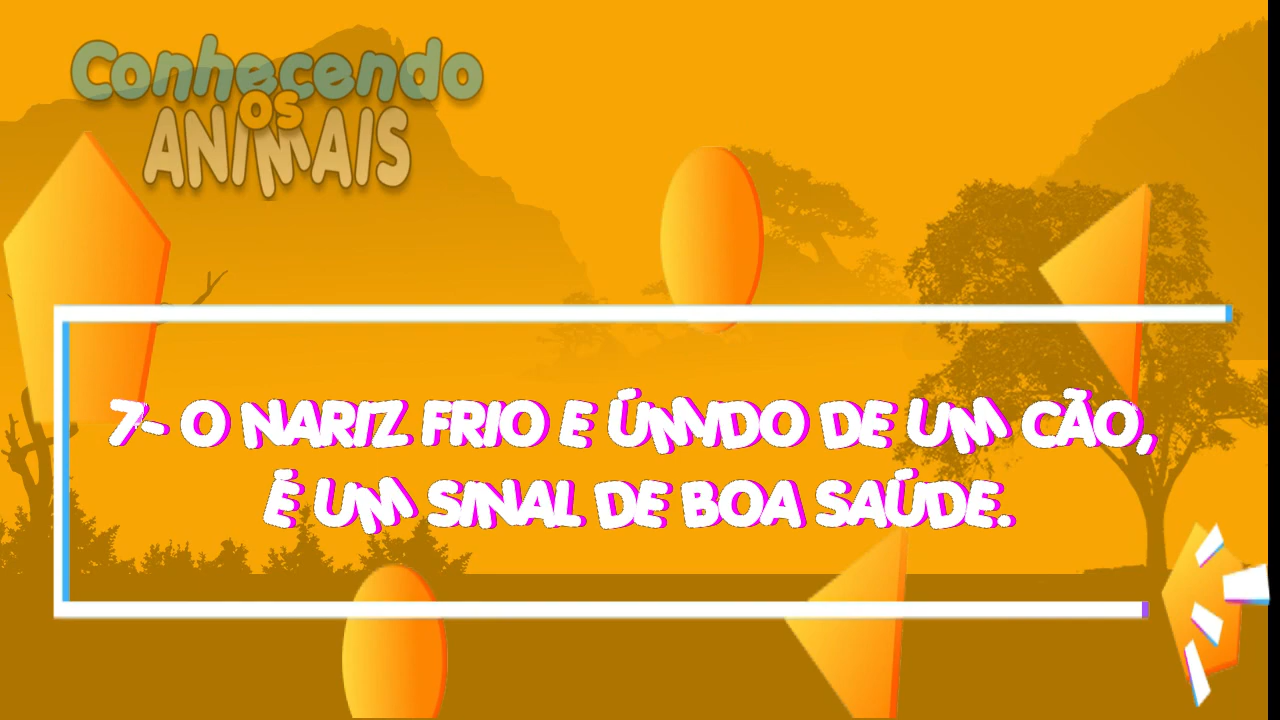 Conhecendo
OS
ANIMAIS
7- O NARIZ FRIO E ÚMIDO DE UM CÃO,
É UM SINAL DE BOA SAÚDE.